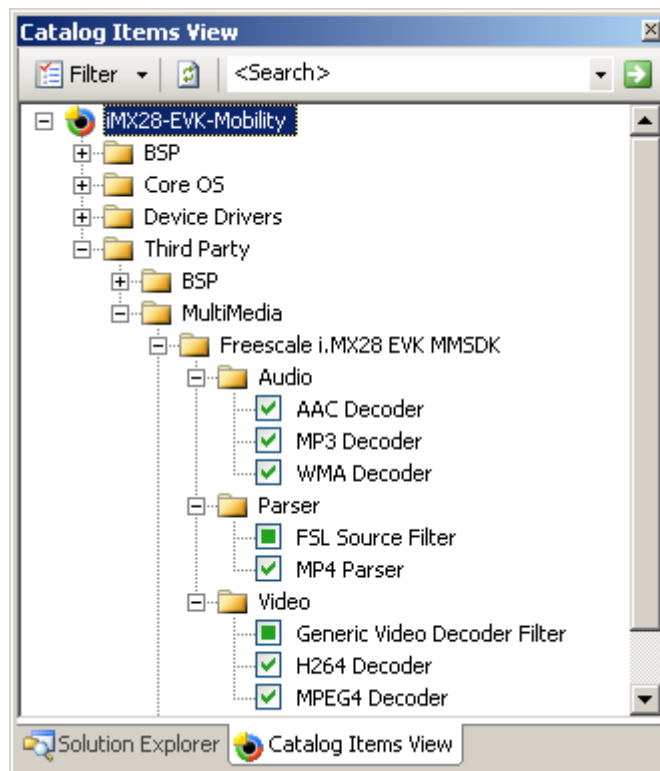 Catalog Items View
Filter <Search>
iMX28-EVK-Mobility
BSP
Core OS
Device Drivers
Third Party
BSP
MultiMedia
Freescale i.MX28 EVK MMSDK
Audio
AAC Decoder
MP3 Decoder
WMA Decoder
Parser
FSL Source Filter
MP4 Parser
Video
Generic Video Decoder Filter
H264 Decoder
MPEG4 Decoder
Solution Explorer Catalog Items View